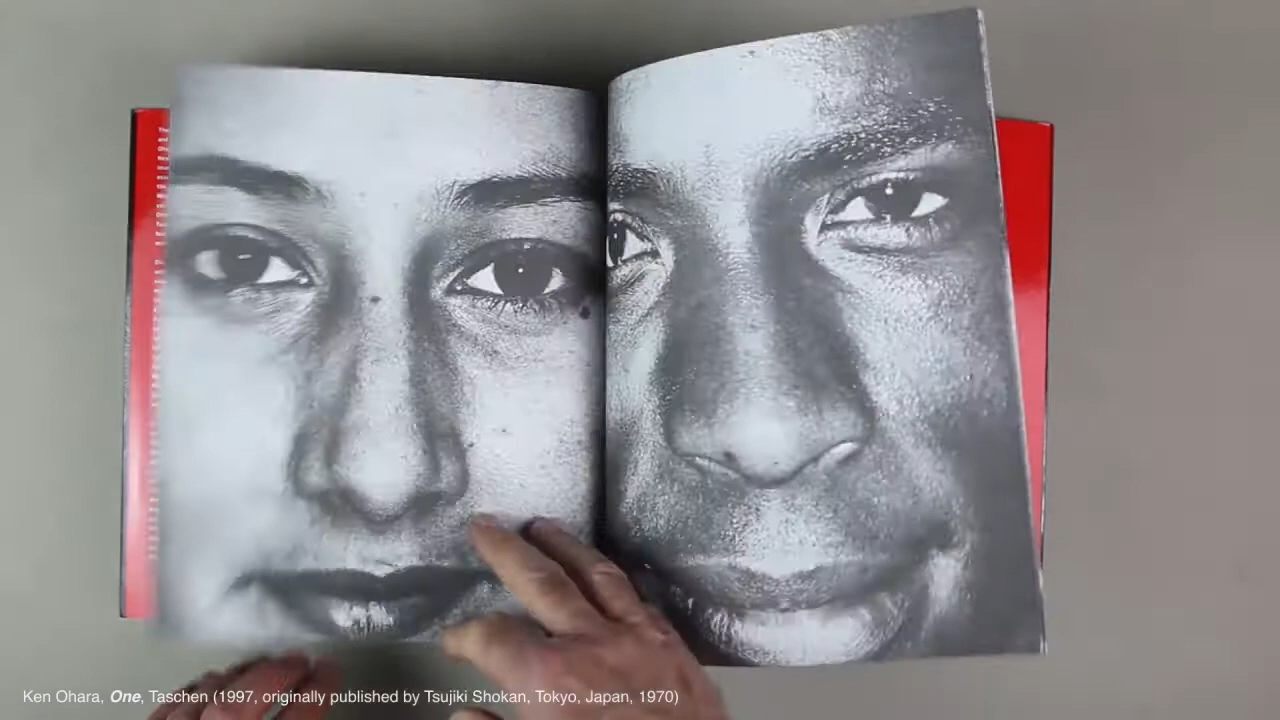 Ken Ohara, One, Taschen (1997, originally published by Tsujiki Shokan, Tokyo, Japan, 1970)